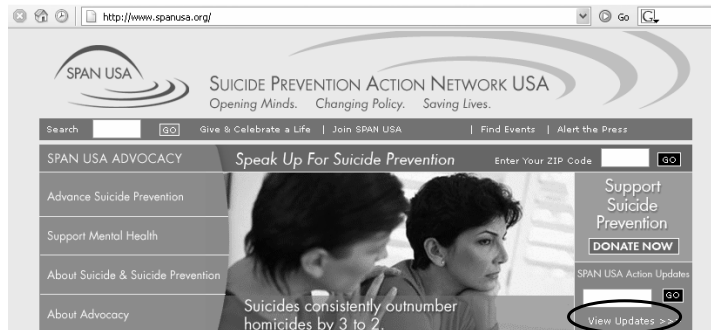 http://www.spanusa.org/
Go
G
SPAN USA
SUICIDE PREVENTION ACTION NETWORK USA
Opening Minds. Changing Policy. Saving Lives.
Search GO Give & Celebrate a Life | Join SPAN USA | Find Events | Alert the Press
SPAN USA ADVOCACY Speak Up For Suicide Prevention Enter Your ZIP Code GO
Advance Suicide Prevention
Support Mental Health
About Suicide & Suicide Prevention
About Advocacy
Suicides consistently outnumber
homicides by 3 to 2.
Support
Suicide
Prevention
DONATE NOW
SPAN USA Action Updates
GO
View Updates >>